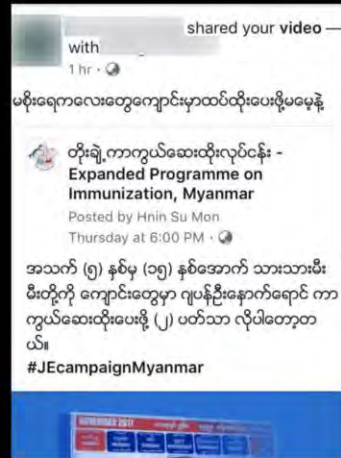 shared your video —
with
1 hr ·
မစိုးရေကလေးတွေကျောင်းမှာထပ်ထိုးပေးဖို့မမေ့နဲ့
တိုးချဲ့ကာကွယ်ဆေးထိုးလုပ်ငန်း -
Expanded Programme on
Immunization, Myanmar
Posted by Hnin Su Mon
Thursday at 6:00 PM ·
အသက် (၅) နှစ်မှ (၁၅) နှစ်အောက် သားသားမီး
မီးတို့ကို ကျောင်းတွေမှာ ဂျပန်ဦးနှောက်ရောင် ကာ
ကွယ်ဆေးထိုးပေးဖို့ (၂) ပတ်သာ လိုပါတော့တ
ယ်။
#JEcampaignMyanmar
NOVEMBER 2017